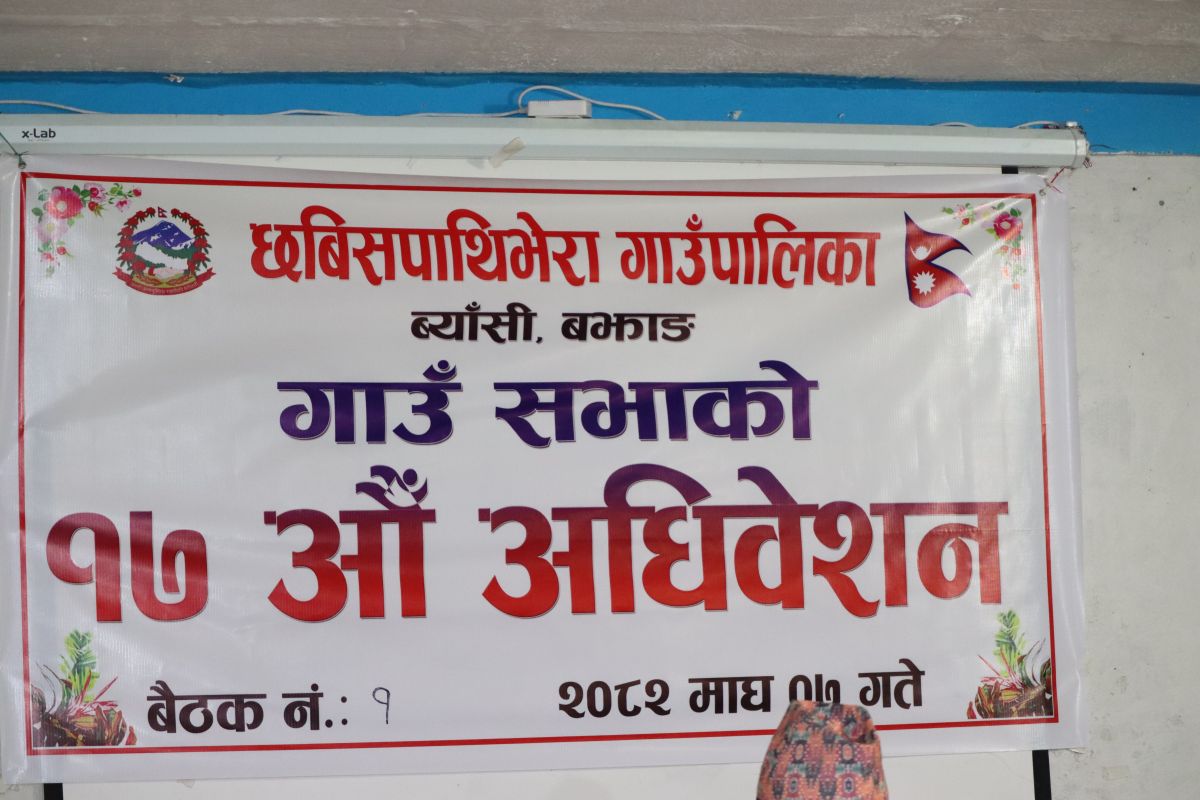 x-Lab
छबिसपाथिभेरा गाउँपालिका
ब्याँसी, बझाङ
गाउँ सभाको
१७ औं अधिवेशन
बैठक नं.: १
२०८२ माघ ०७ गते